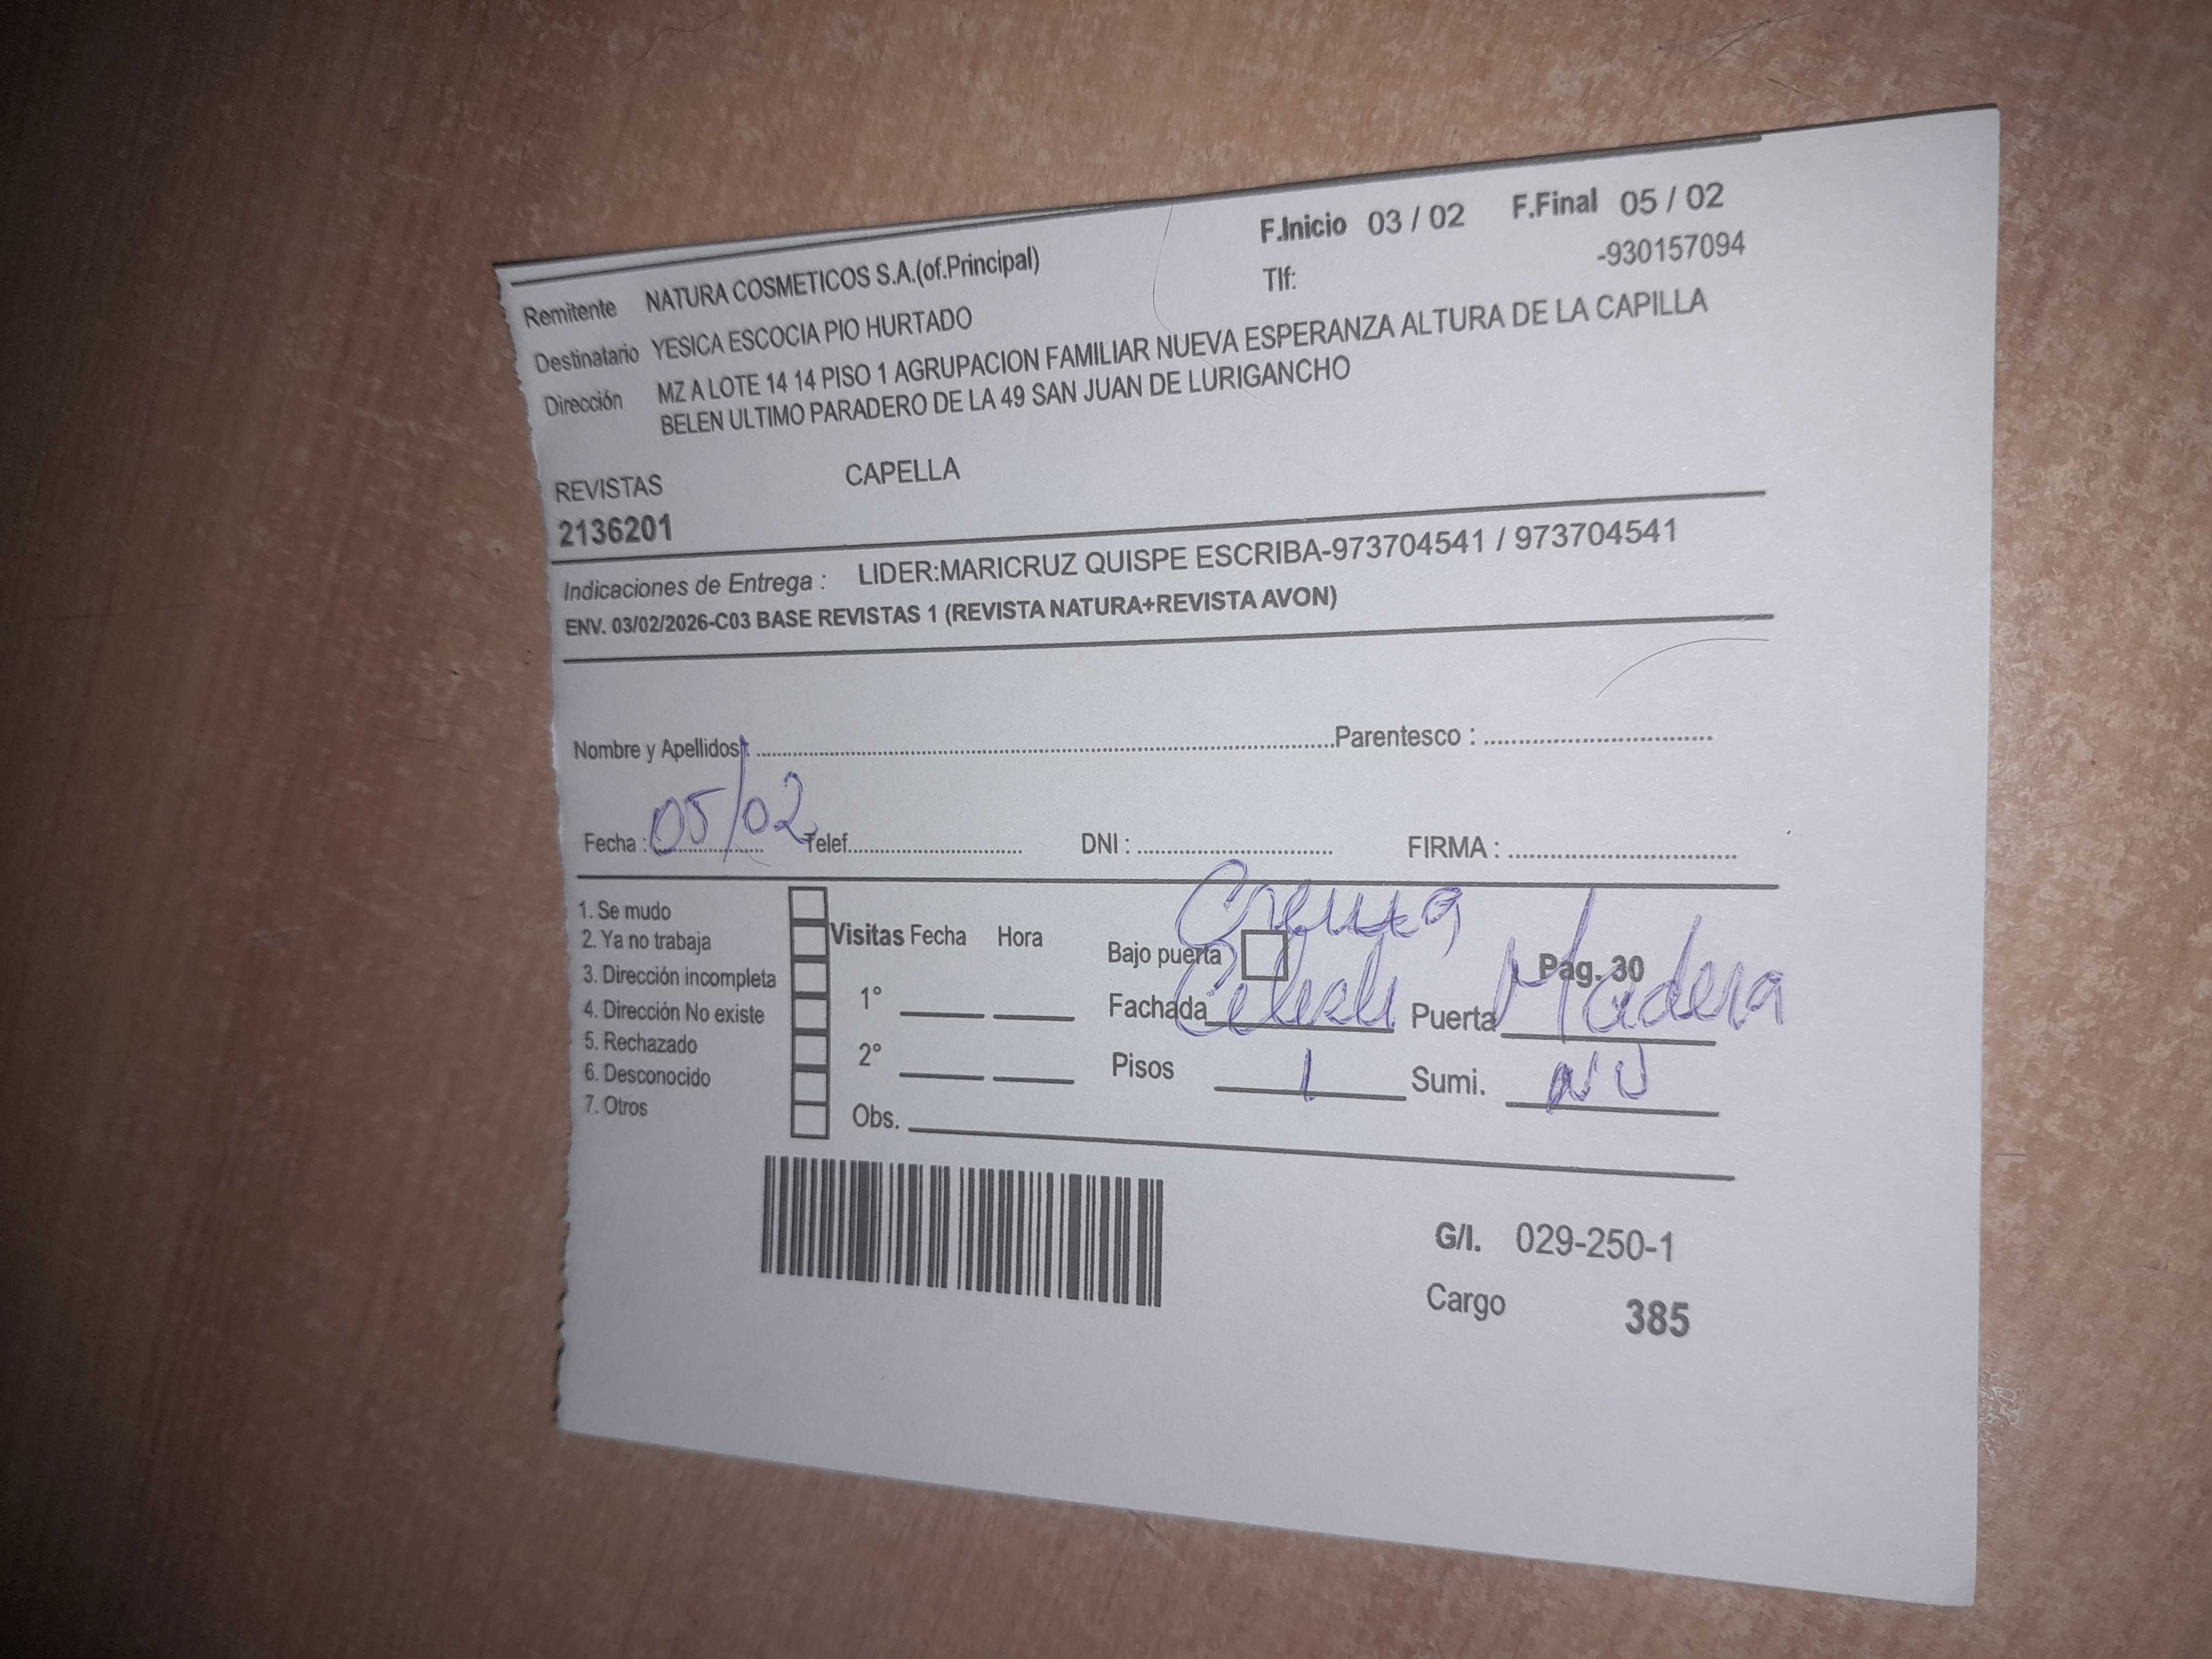 F.Inicio 03 / 02 F.Final 05 / 02
Remitente NATURA COSMETICOS S.A.(of.Principal) Tlf: -930157094
Destinatario YESICA ESCOCIA PIO HURTADO
Dirección MZ A LOTE 14 14 PISO 1 AGRUPACION FAMILIAR NUEVA ESPERANZA ALTURA DE LA CAPILLA
BELEN ULTIMO PARADERO DE LA 49 SAN JUAN DE LURIGANCHO
REVISTAS CAPELLA
2136201
Indicaciones de Entrega : LIDER:MARICRUZ QUISPE ESCRIBA-973704541 / 973704541
ENV. 03/02/2026-C03 BASE REVISTAS 1 (REVISTA NATURA+REVISTA AVON)
Nombre y Apellidos: Parentesco :
Fecha : 05/02 Telef. DNI : FIRMA :
1. Se mudo
2. Ya no trabaja
3. Dirección incompleta
4. Dirección No existe
5. Rechazado
6. Desconocido
7. Otros
Visitas Fecha Hora
1°
2°
Obs.
Crema
Bajo puerta Pag. 30
Fachada Celeste Puerta Madera
Pisos 1 Sumi. NU
G/I. 029-250-1
Cargo 385